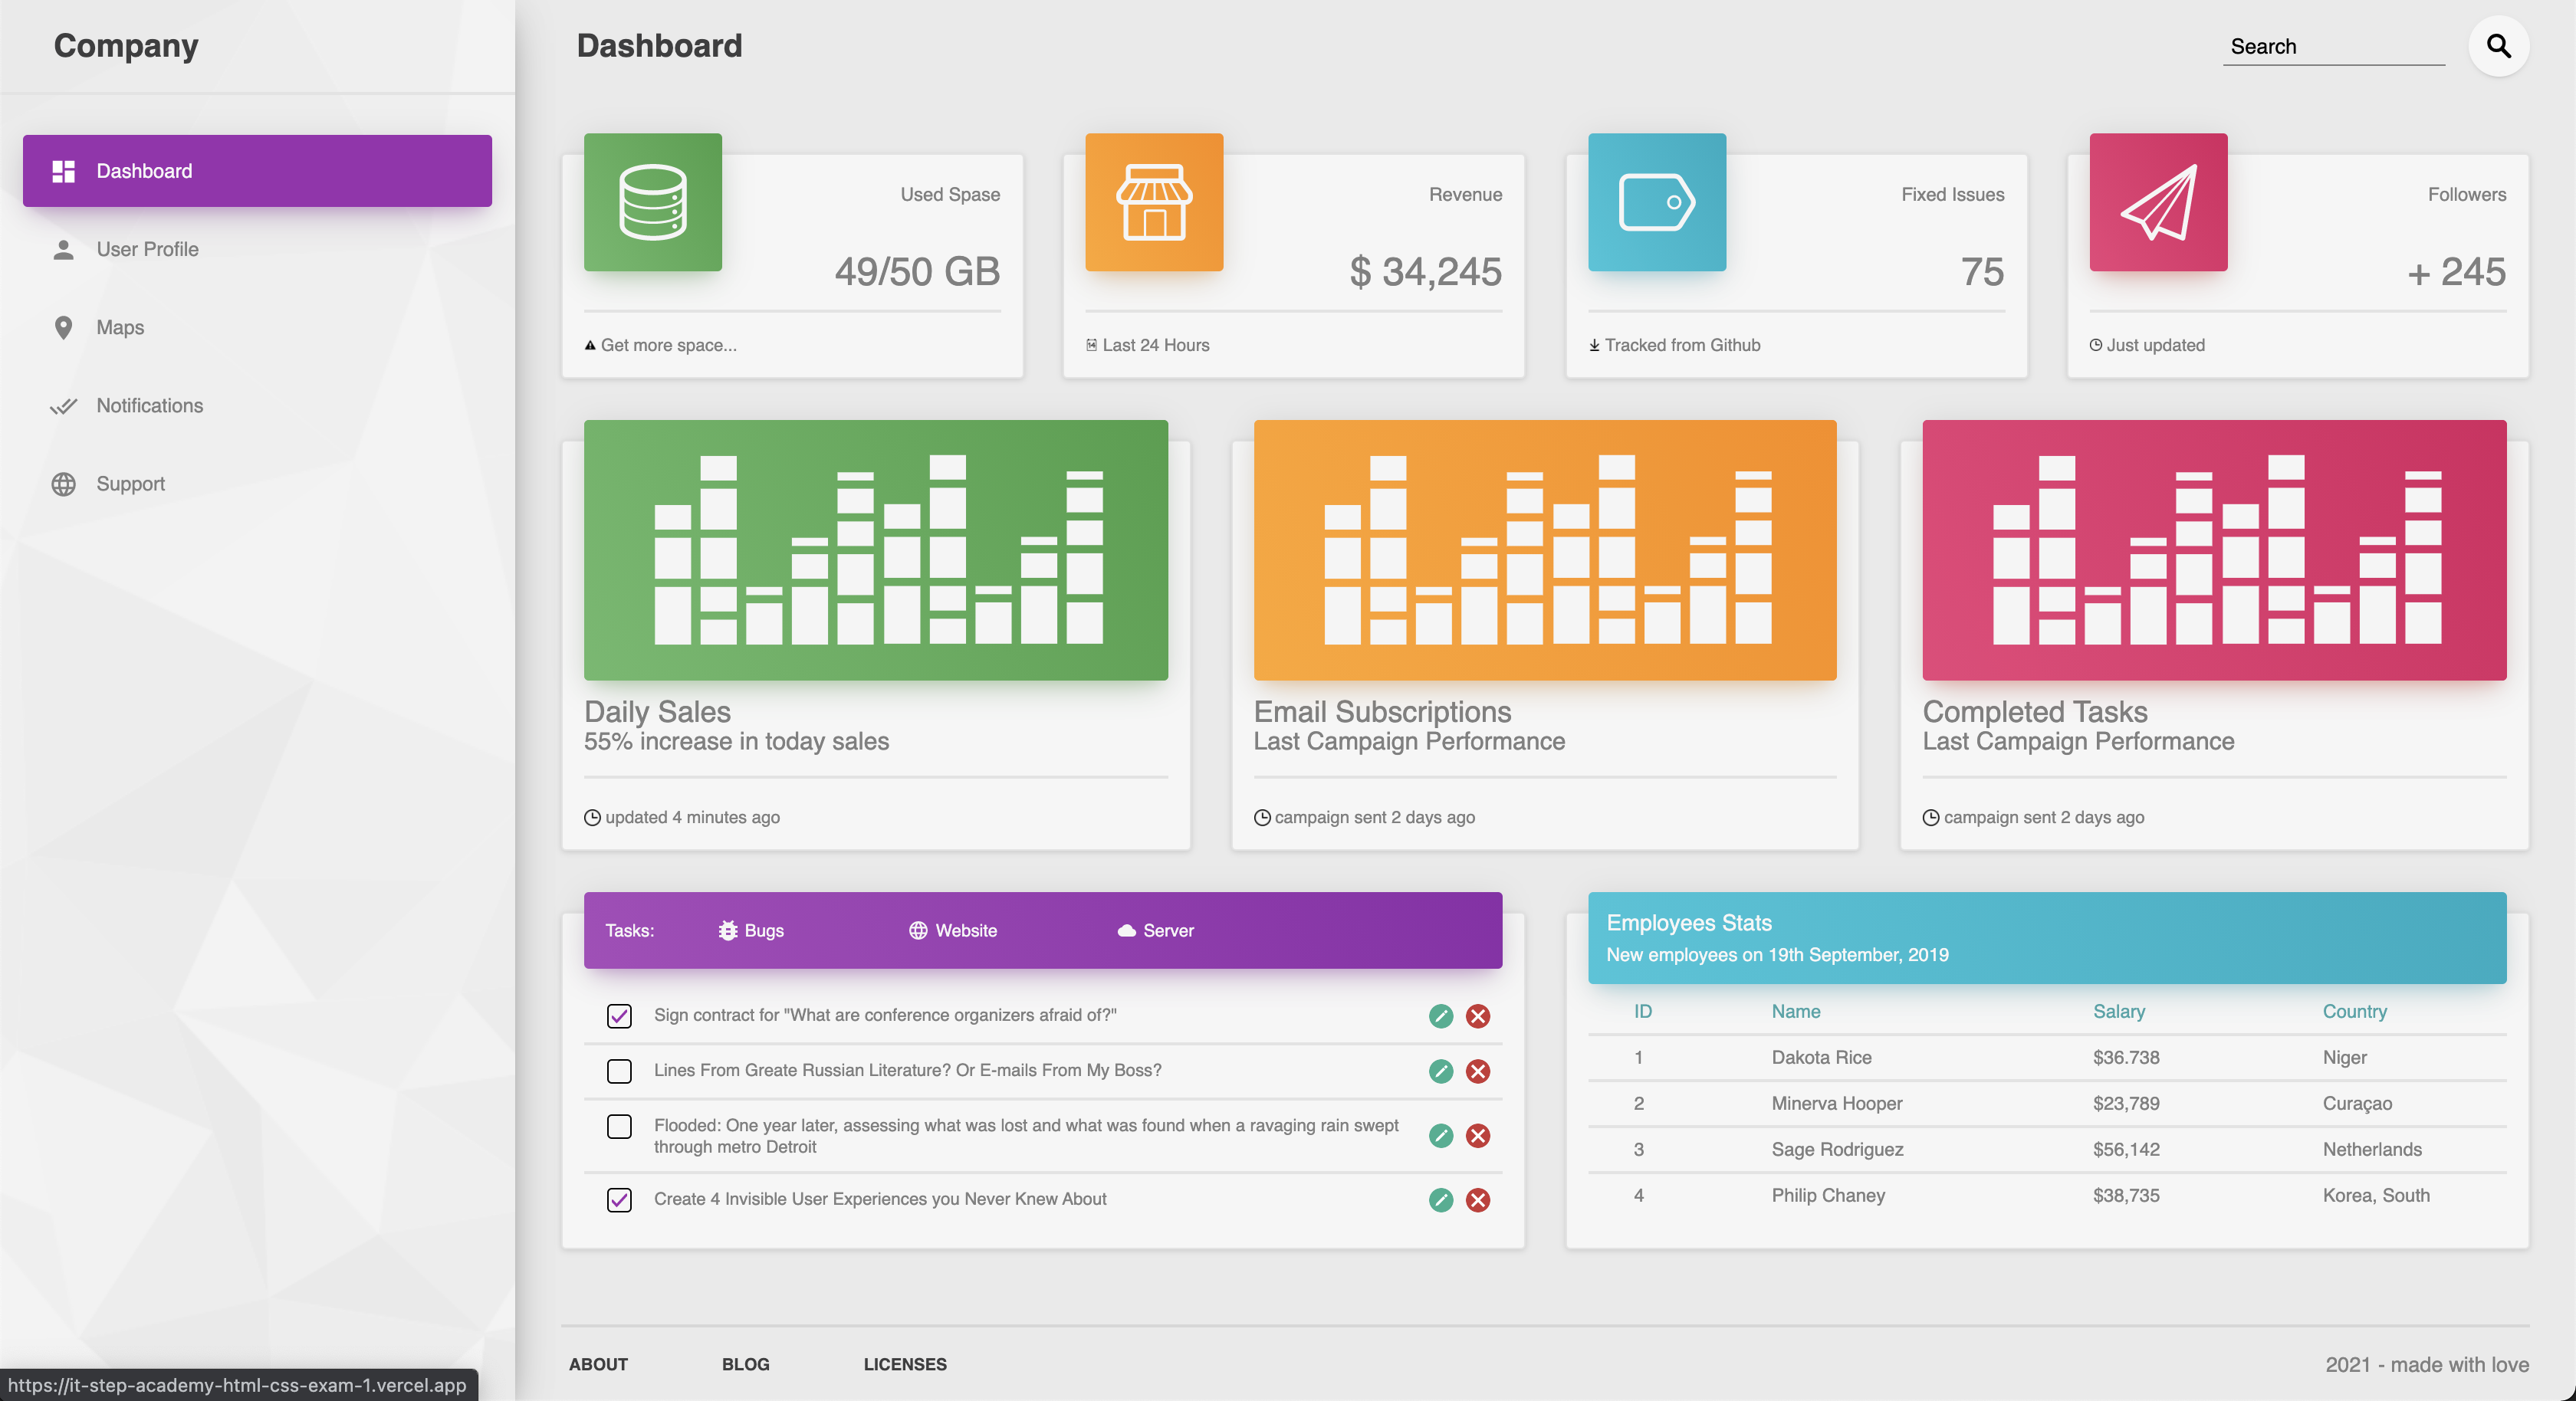 Company
Dashboard
User Profile
Maps
Notifications
Support
Dashboard
Search
Used Spase
49/50 GB
Get more space...
Revenue
$ 34,245
Last 24 Hours
Fixed Issues
75
Tracked from Github
Followers
+ 245
Just updated
Daily Sales
55% increase in today sales
updated 4 minutes ago
Email Subscriptions
Last Campaign Performance
campaign sent 2 days ago
Completed Tasks
Last Campaign Performance
campaign sent 2 days ago
Tasks: Bugs Website Server
Sign contract for "What are conference organizers afraid of?"
Lines From Greate Russian Literature? Or E-mails From My Boss?
Flooded: One year later, assessing what was lost and what was found when a ravaging rain swept
through metro Detroit
Create 4 Invisible User Experiences you Never Knew About
Employees Stats
New employees on 19th September, 2019
ID Name Salary Country
1 Dakota Rice $36.738 Niger
2 Minerva Hooper $23,789 Curaçao
3 Sage Rodriguez $56,142 Netherlands
4 Philip Chaney $38,735 Korea, South
ABOUT BLOG LICENSES
2021 - made with love
https://it-step-academy-html-css-exam-1.vercel.app